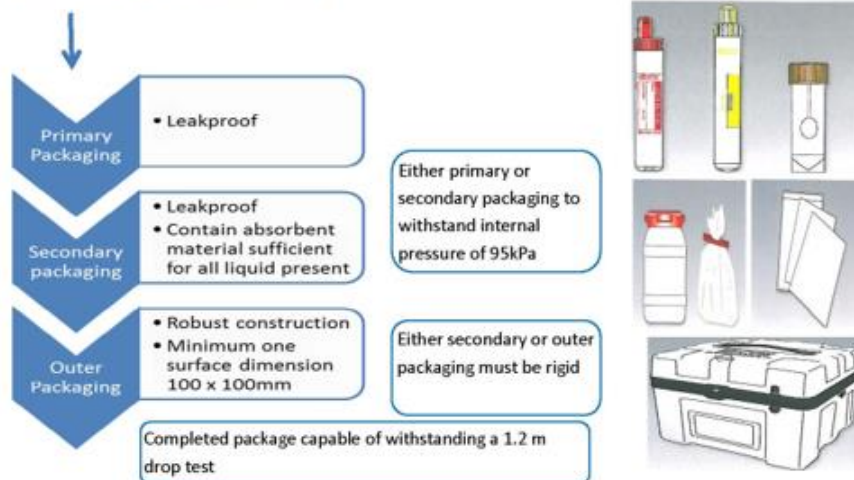 Primary
Packaging
• Leakproof
Secondary
packaging
• Leakproof
• Contain absorbent
material sufficient
for all liquid present
Outer
Packaging
• Robust construction
• Minimum one
surface dimension
100 x 100mm
Either primary or
secondary packaging to
withstand internal
pressure of 95kPa
Either secondary or outer
packaging must be rigid
Completed package capable of withstanding a 1.2 m
drop test